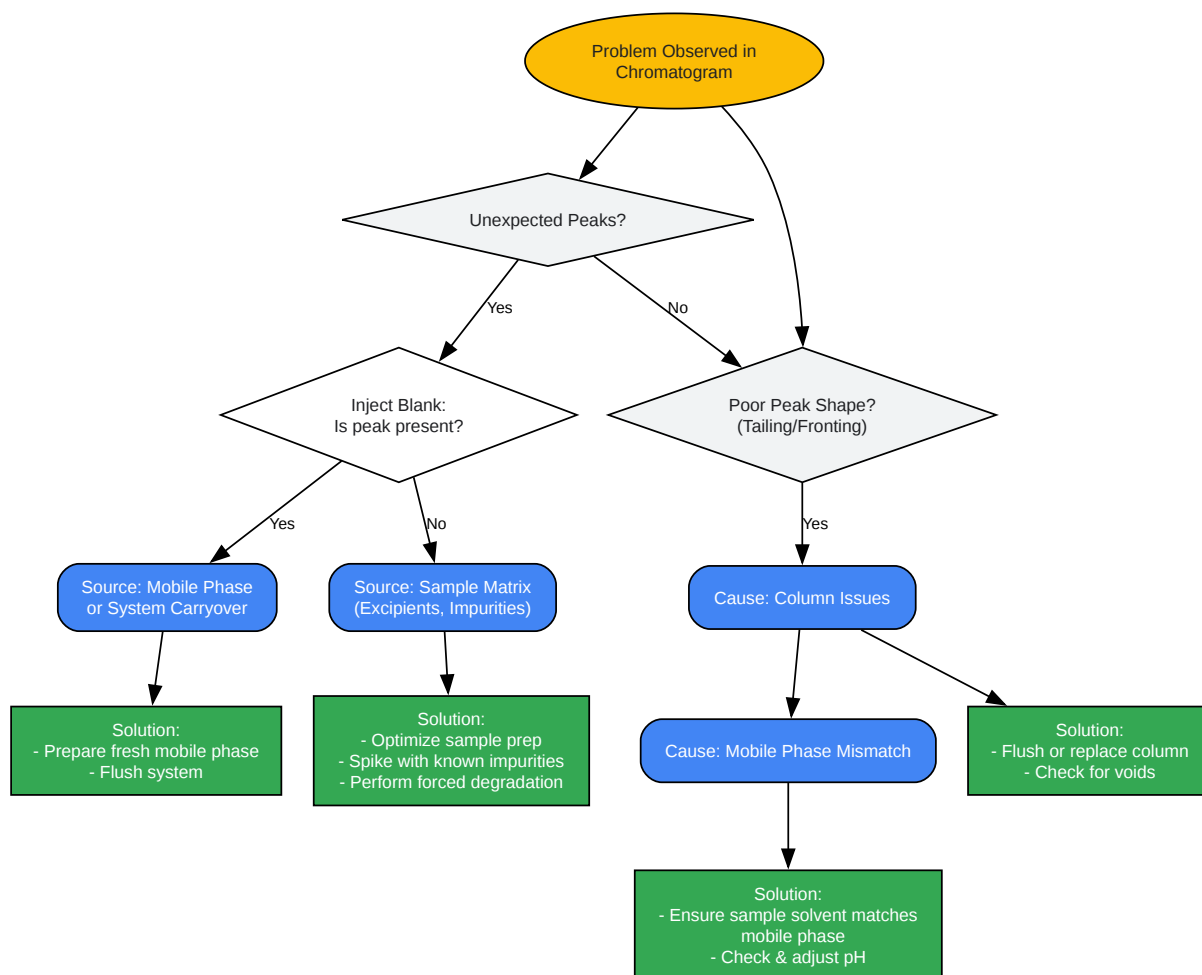 Problem Observed in
Chromatogram
Unexpected Peaks?
Yes
No
Inject Blank:
Is peak present?
Poor Peak Shape?
(Tailing/Fronting)
Yes
No
Yes
Source: Mobile Phase
or System Carryover
Source: Sample Matrix
(Excipients, Impurities)
Cause: Column Issues
Solution:
- Prepare fresh mobile phase
- Flush system
Solution:
- Optimize sample prep
- Spike with known impurities
- Perform forced degradation
Cause: Mobile Phase Mismatch
Solution:
- Flush or replace column
- Check for voids
Solution:
- Ensure sample solvent matches
mobile phase
- Check & adjust pH